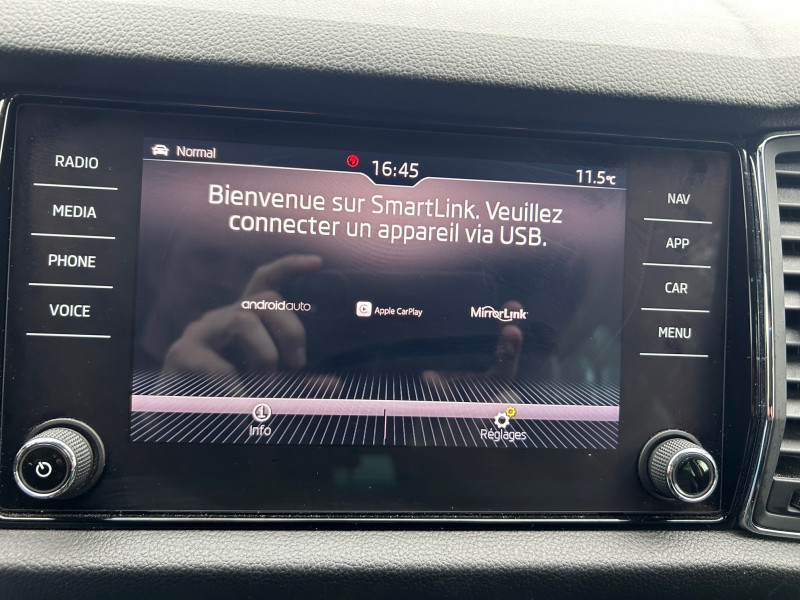 RADIO
MEDIA
PHONE
VOICE
Normal
16:45
11.5°C
Bienvenue sur SmartLink. Veuillez
connecter un appareil via USB.
androidauto
Apple CarPlay
MirrorLink
Info
Réglages
NAV
APP
CAR
MENU